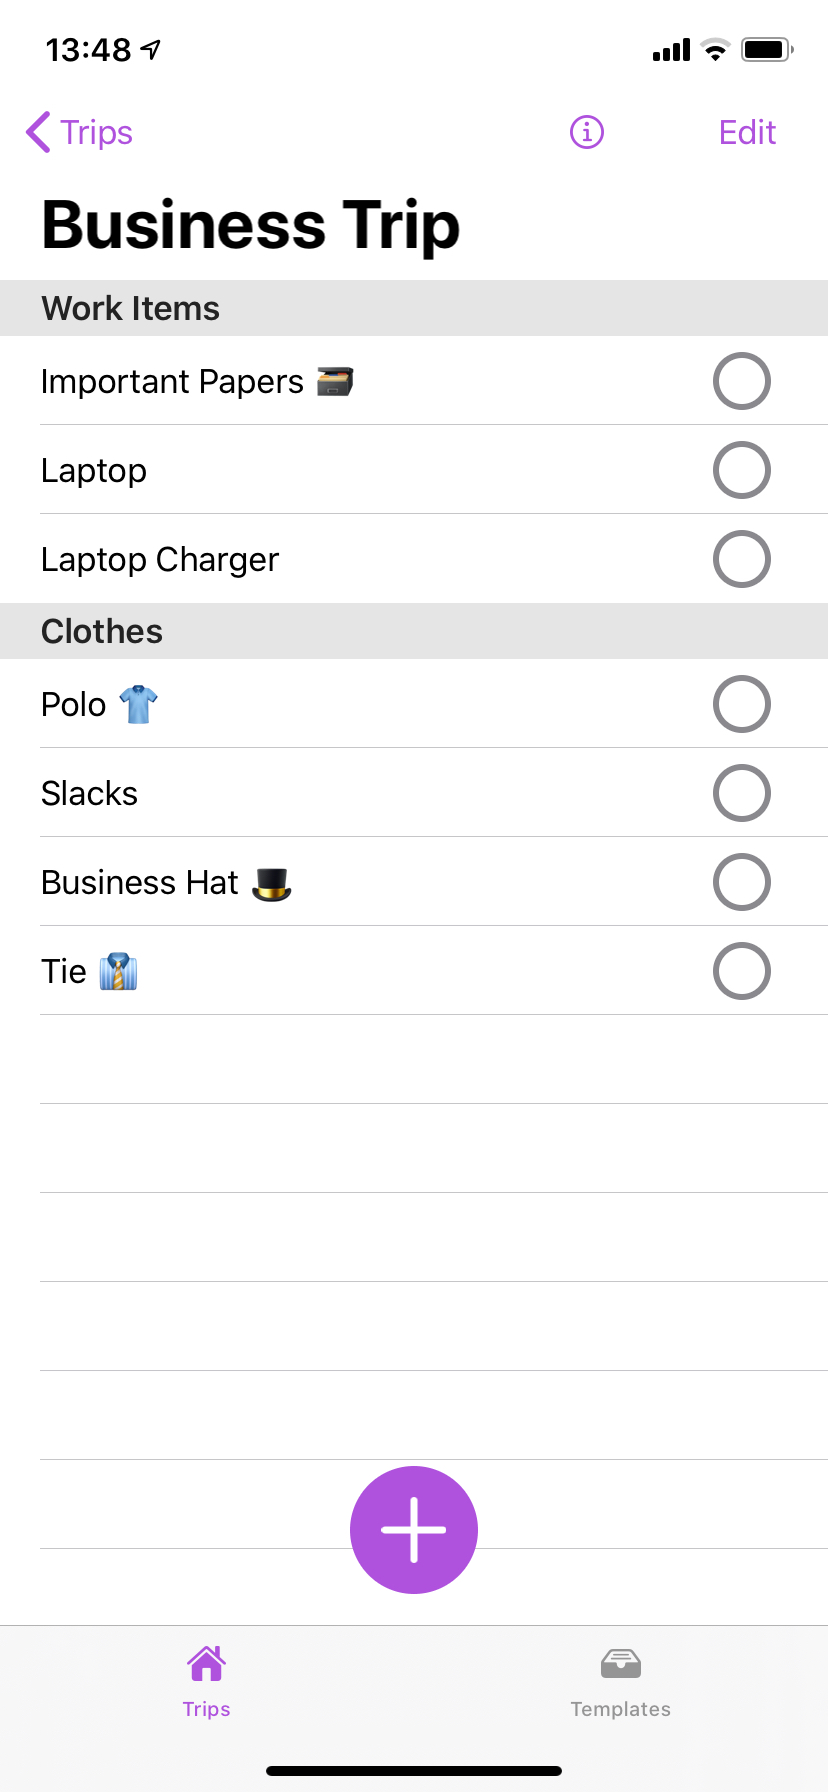 13:48
Trips
Edit
Business Trip
Work Items
Important Papers 🗃️
Laptop
Laptop Charger
Clothes
Polo 👕
Slacks
Business Hat 🎩
Tie 👔
Trips
Templates